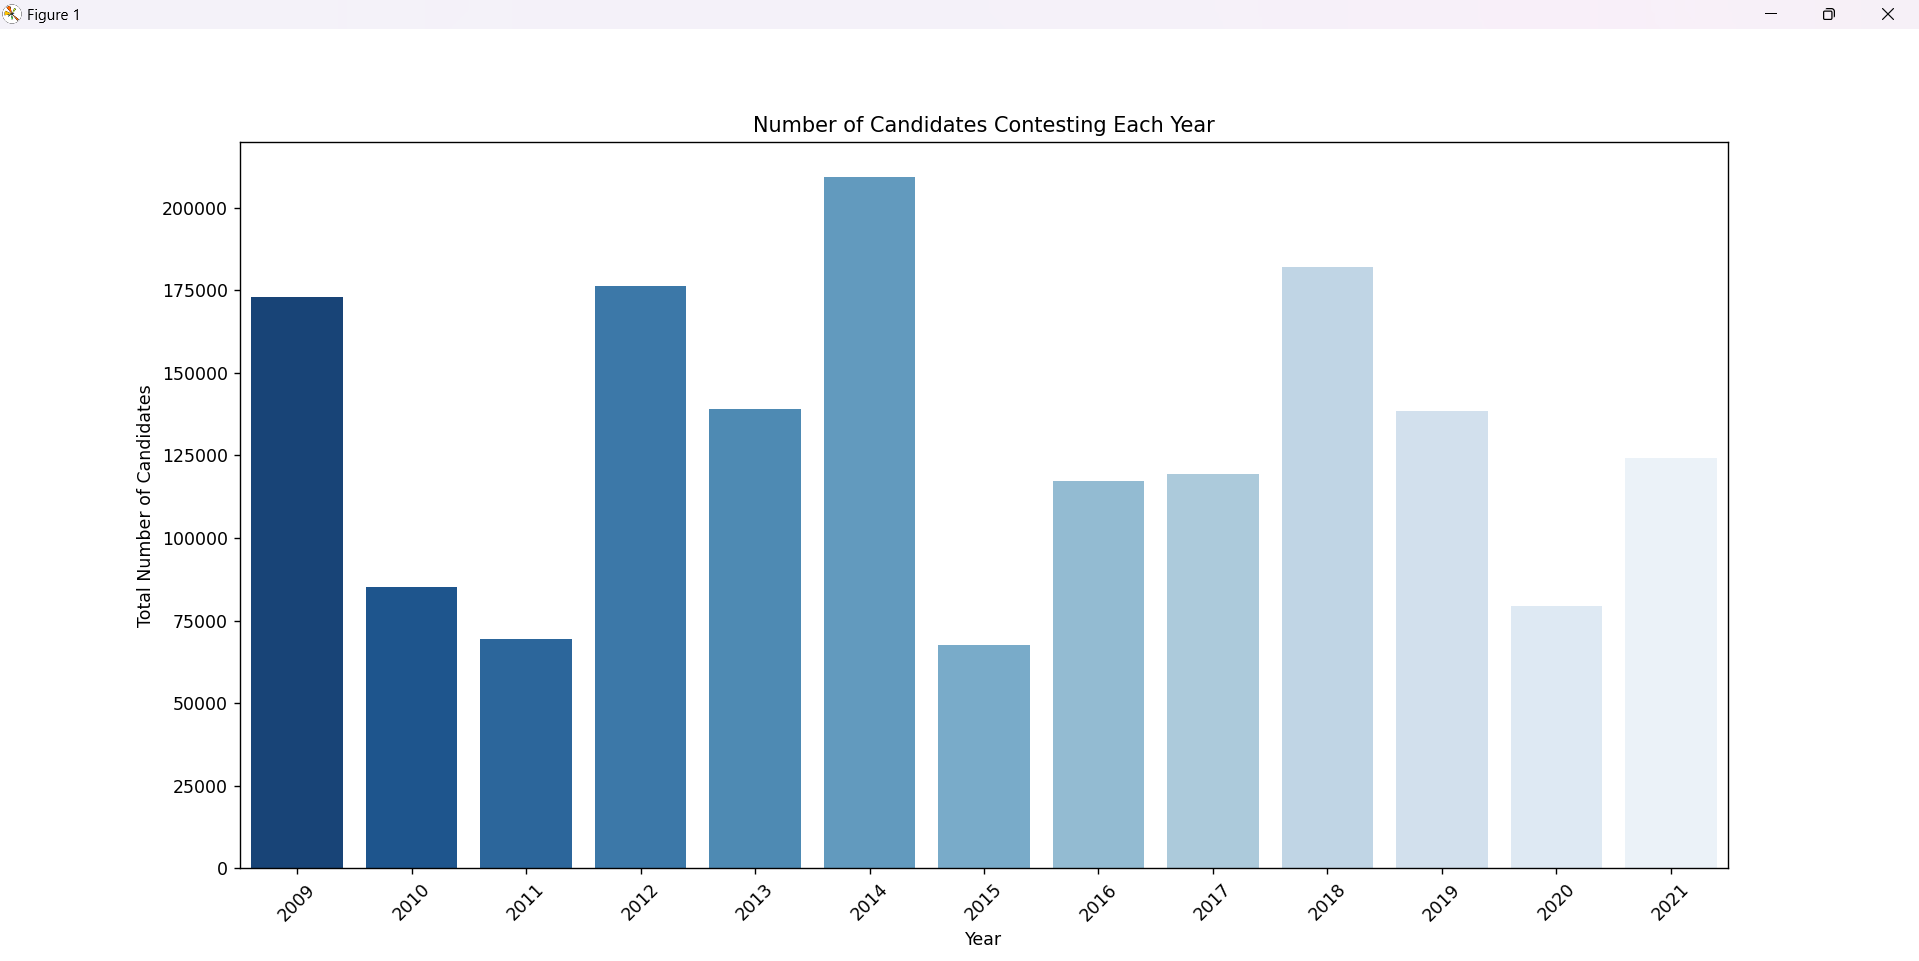 Figure 1
Number of Candidates Contesting Each Year
Total Number of Candidates
200000
175000
150000
125000
100000
75000
50000
25000
0
2009 2010 2011 2012 2013 2014 2015 2016 2017 2018 2019 2020 2021
Year